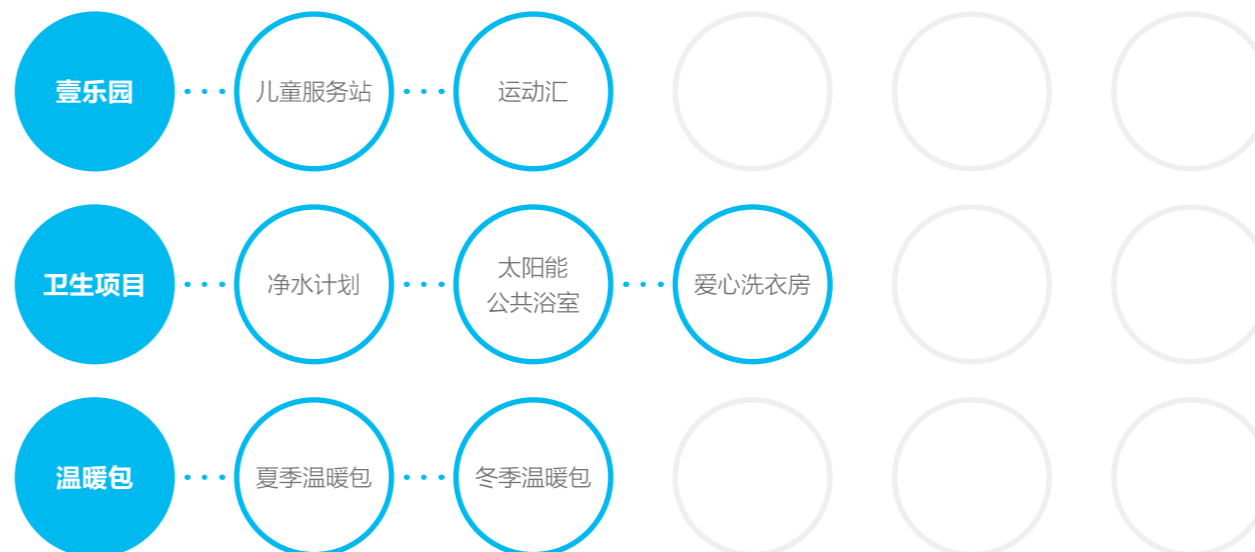 壹乐园
儿童服务站
运动汇
卫生项目
净水计划
太阳能
公共浴室
爱心洗衣房
温暖包
夏季温暖包
冬季温暖包